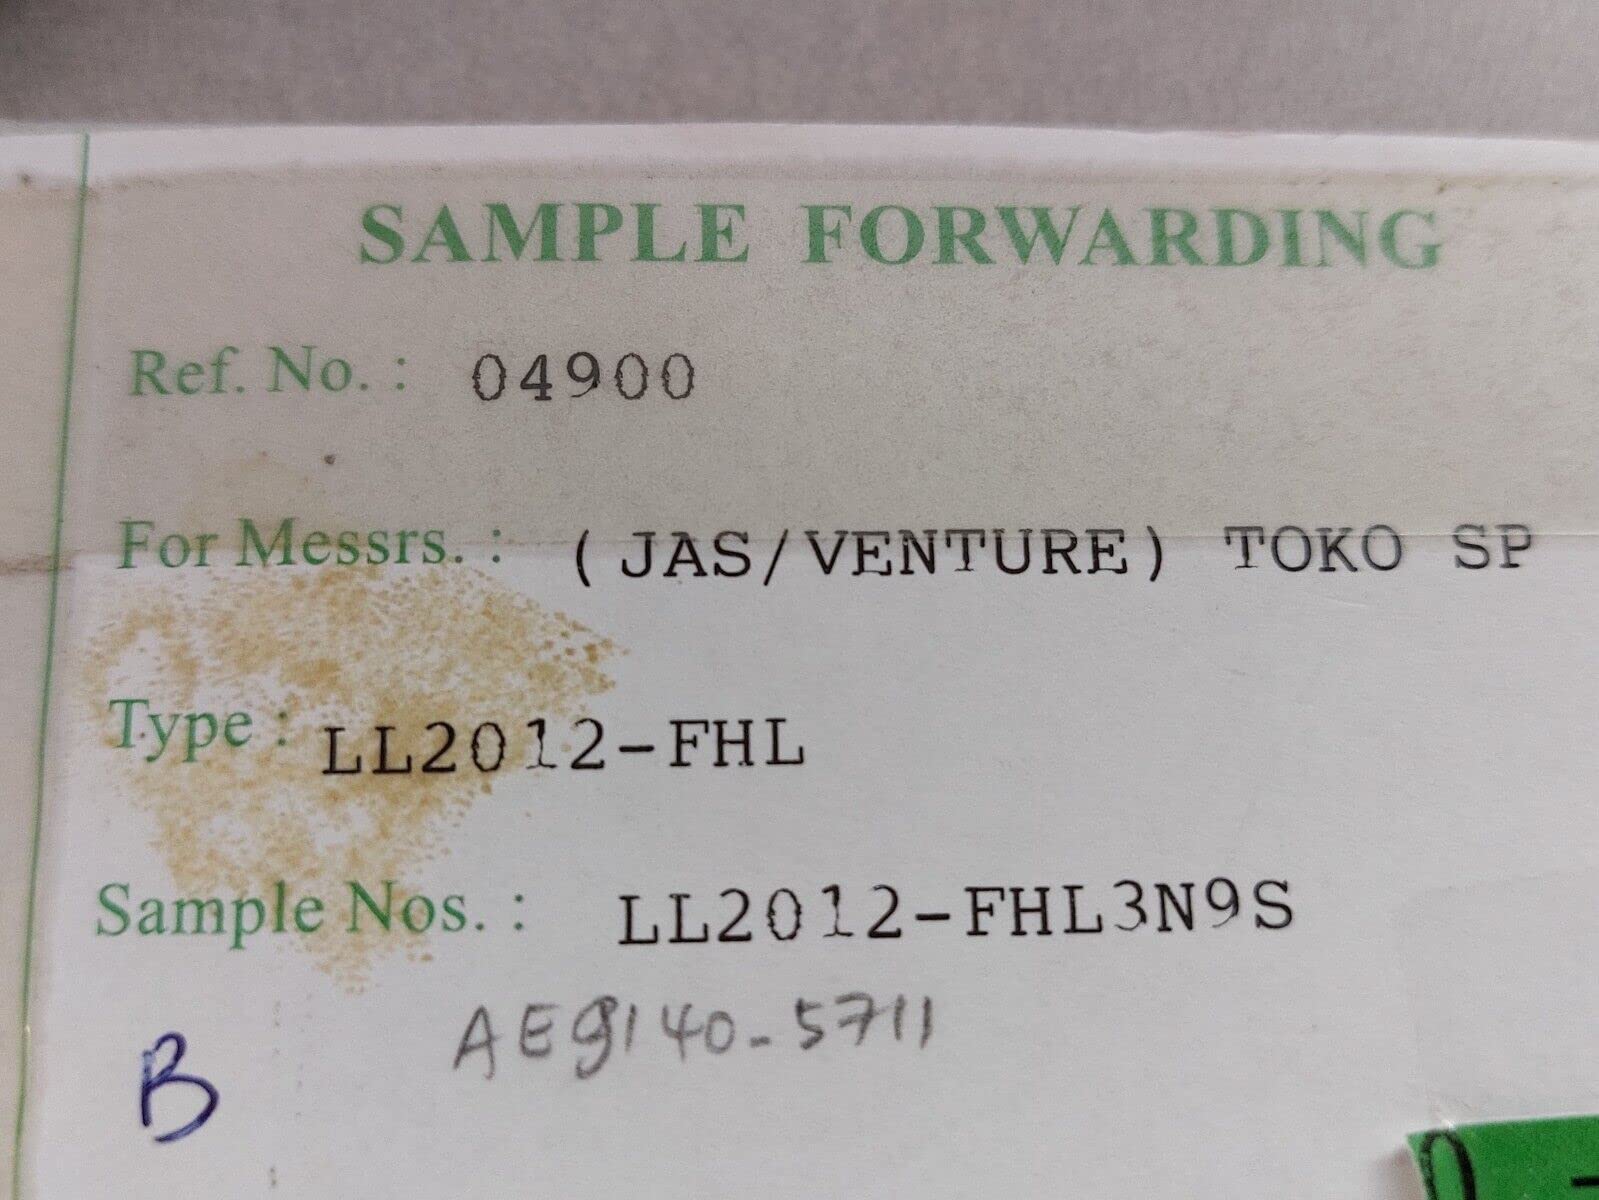 SAMPLE FORWARDING
Ref. No. : 04900
For Messrs. : (JAS/VENTURE) TOKO SP
Type : LL2012-FHL
Sample Nos. : LL2012-FHL3N9S
AE9140-5711
B